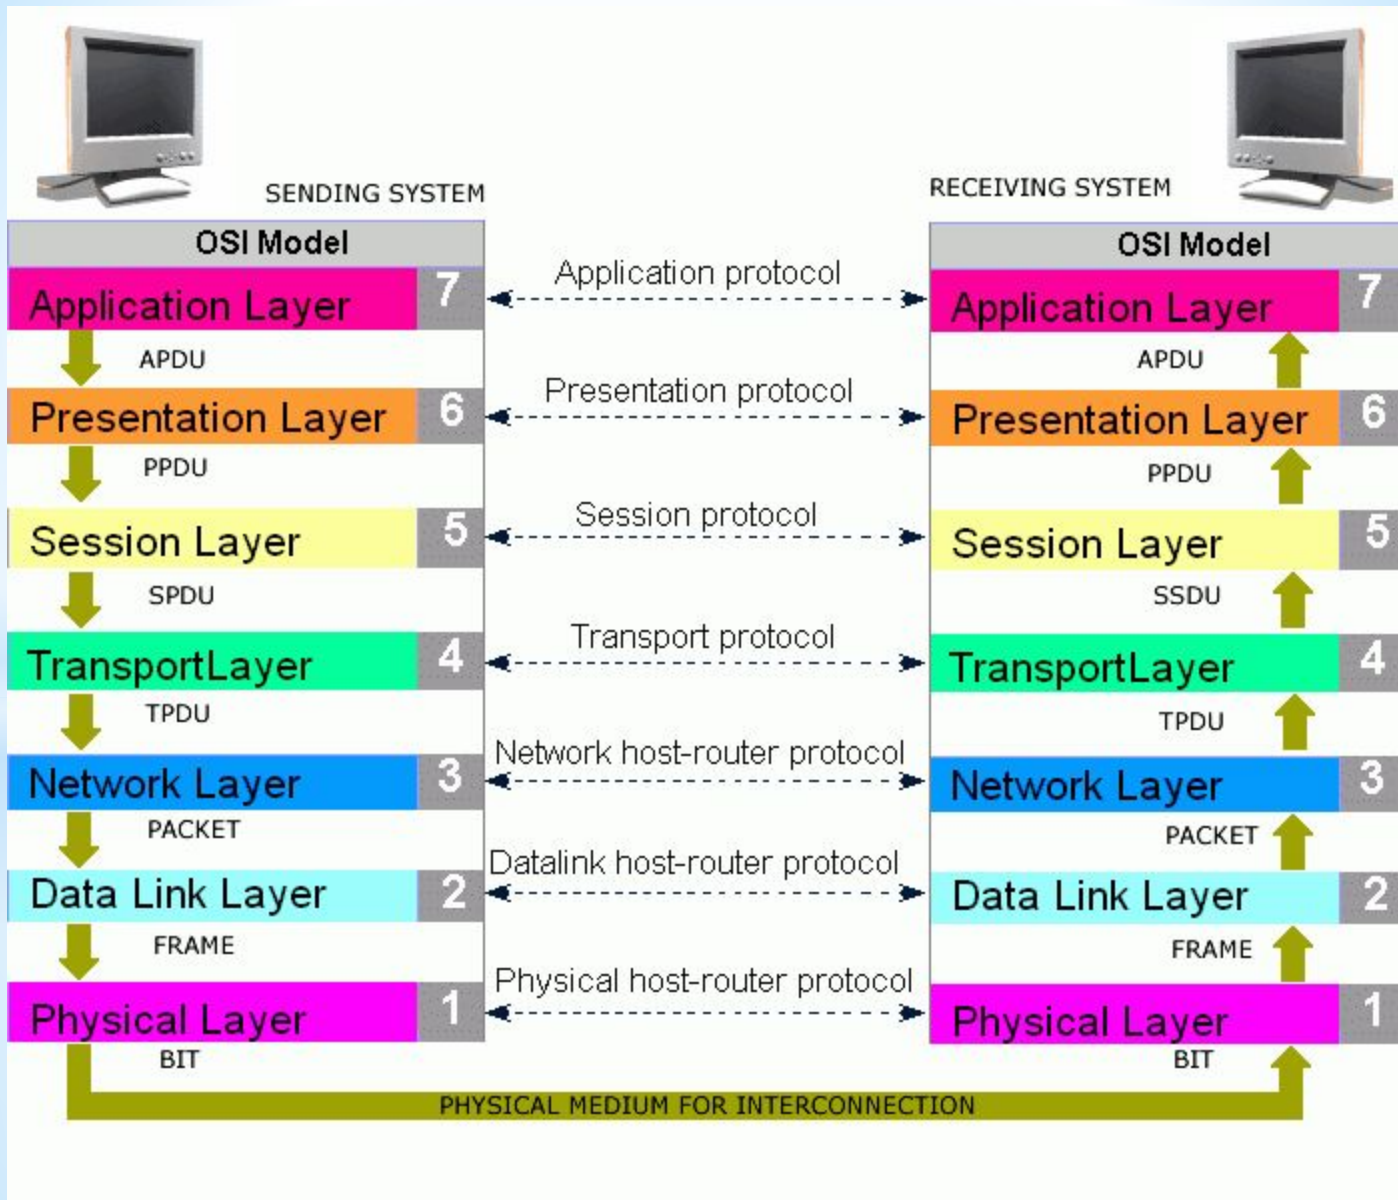 SENDING SYSTEM
RECEIVING SYSTEM
OSI Model
OSI Model
Application Layer 7
Application protocol
Application Layer 7
APDU
APDU
Presentation Layer 6
Presentation protocol
Presentation Layer 6
PPDU
PPDU
Session Layer 5
Session protocol
Session Layer 5
SPDU
SSDU
TransportLayer 4
Transport protocol
TransportLayer 4
TPDU
TPDU
Network Layer 3
Network host-router protocol
Network Layer 3
PACKET
PACKET
Data Link Layer 2
Datalink host-router protocol
Data Link Layer 2
FRAME
FRAME
Physical Layer 1
Physical host-router protocol
Physical Layer 1
BIT
BIT
PHYSICAL MEDIUM FOR INTERCONNECTION